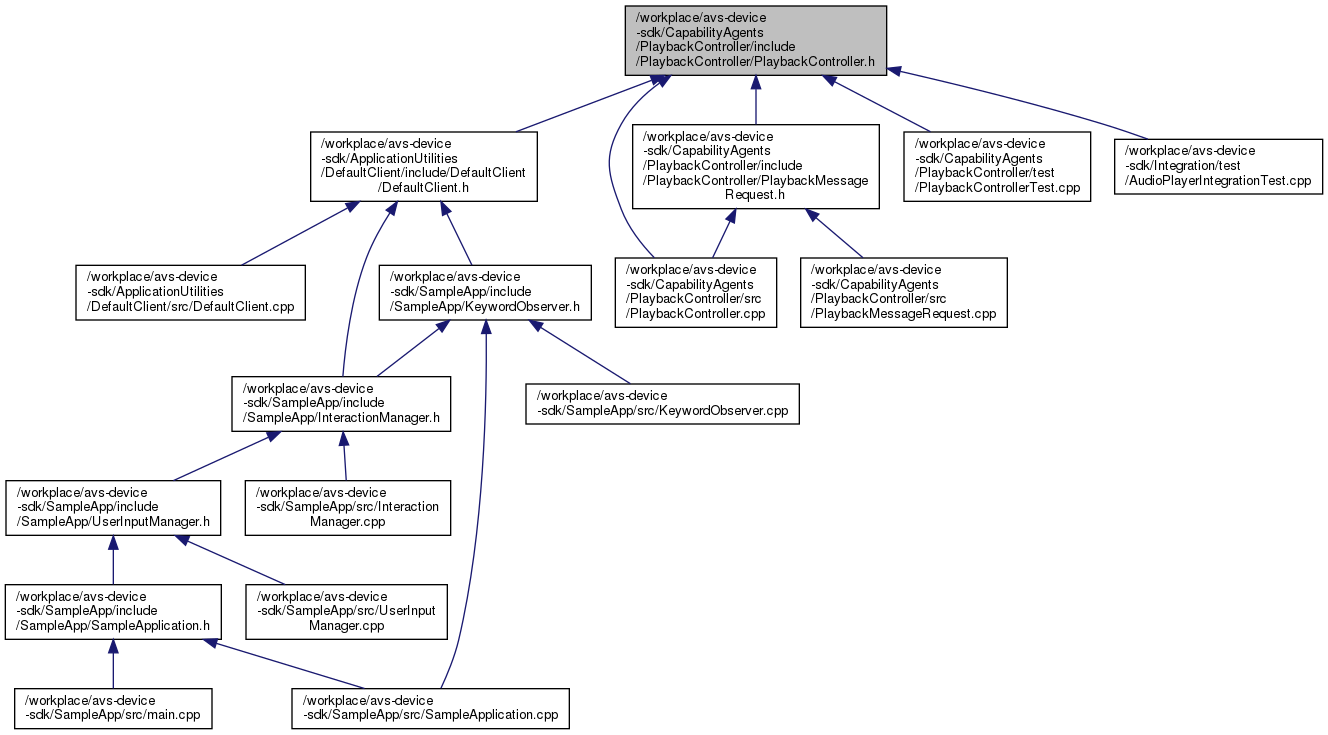 /workplace/avs-device
-sdk/CapabilityAgents
/PlaybackController/include
/PlaybackController/PlaybackController.h
/workplace/avs-device
-sdk/ApplicationUtilities
/DefaultClient/include/DefaultClient
/DefaultClient.h
/workplace/avs-device
-sdk/CapabilityAgents
/PlaybackController/include
/PlaybackController/PlaybackMessage
Request.h
/workplace/avs-device
-sdk/CapabilityAgents
/PlaybackController/test
/PlaybackControllerTest.cpp
/workplace/avs-device
-sdk/Integration/test
/AudioPlayerIntegrationTest.cpp
/workplace/avs-device
-sdk/ApplicationUtilities
/DefaultClient/src/DefaultClient.cpp
/workplace/avs-device
-sdk/SampleApp/include
/SampleApp/KeywordObserver.h
/workplace/avs-device
-sdk/CapabilityAgents
/PlaybackController/src
/PlaybackController.cpp
/workplace/avs-device
-sdk/CapabilityAgents
/PlaybackController/src
/PlaybackMessageRequest.cpp
/workplace/avs-device
-sdk/SampleApp/include
/SampleApp/InteractionManager.h
/workplace/avs-device
-sdk/SampleApp/src/KeywordObserver.cpp
/workplace/avs-device
-sdk/SampleApp/include
/SampleApp/UserInputManager.h
/workplace/avs-device
-sdk/SampleApp/src/Interaction
Manager.cpp
/workplace/avs-device
-sdk/SampleApp/include
/SampleApp/SampleApplication.h
/workplace/avs-device
-sdk/SampleApp/src/UserInput
Manager.cpp
/workplace/avs-device
-sdk/SampleApp/src/main.cpp
/workplace/avs-device
-sdk/SampleApp/src/SampleApplication.cpp